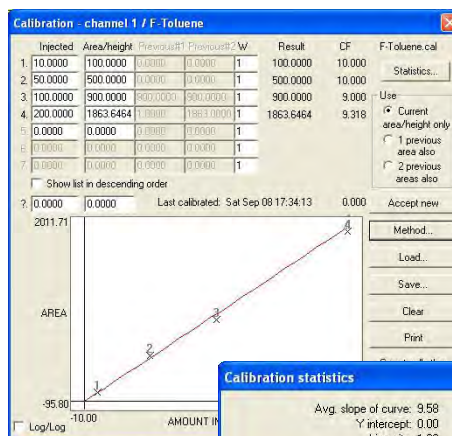 Calibration - channel 1 / F-Toluene
Injected Area/height Previous#1 Previous#2 W Result CF F-Toluene.cal
1. 10.0000 100.0000 0.0000 0.0000 1 100.0000 10.000
Statistics...
2. 50.0000 500.0000 0.0000 0.0000 1 500.0000 10.000
3. 100.0000 900.0000 900.0000 900.0000 1 900.0000 9.000
Use
4. 200.0000 1863.6464 1.0000 1863.0000 1 1863.6464 9.318
Current area/height only
5. 0.0000 0.0000 0.0000 0.0000 1
6. 0.0000 0.0000 0.0000 0.0000 1
1 previous area also
7. 0.0000 0.0000 0.0000 0.0000 1
2 previous areas also
Show list in descending order
?. 0.0000 0.0000 Last calibrated: Sat Sep 08 17:34:13 0.000
Accept new
2011.71
Method...
Load...
Save...
AREA
Clear
Print
1
2
3
4
-95.80
-10.00
AMOUNT
Log/Log
Calibration statistics
Avg. slope of curve: 9.58
Y intercept: 0.00